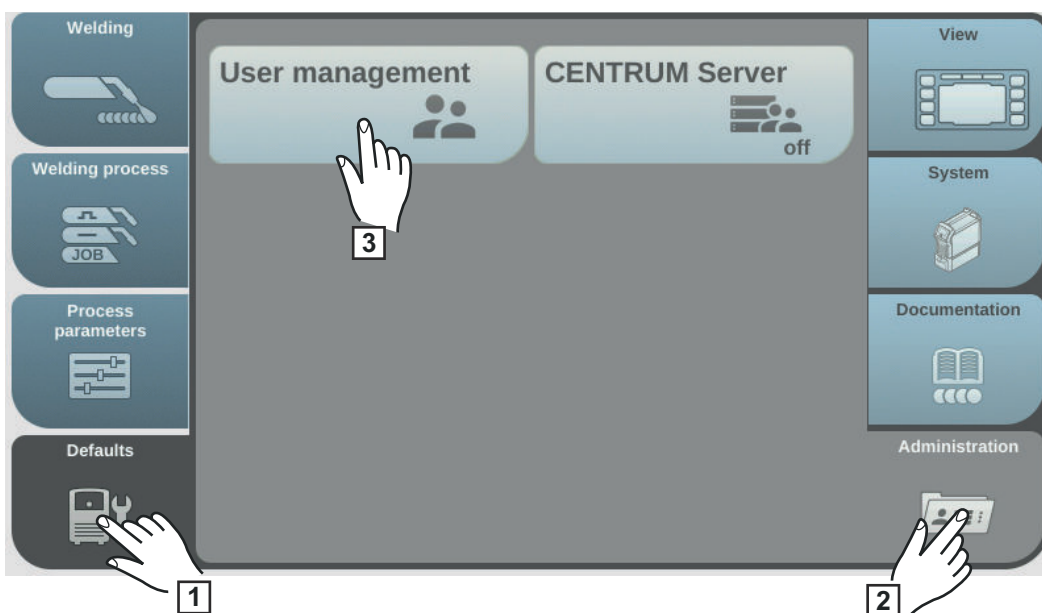 Welding
Welding process
JOB
Process
parameters
Defaults
1
User management
3
CENTRUM Server
off
View
System
Documentation
Administration
2